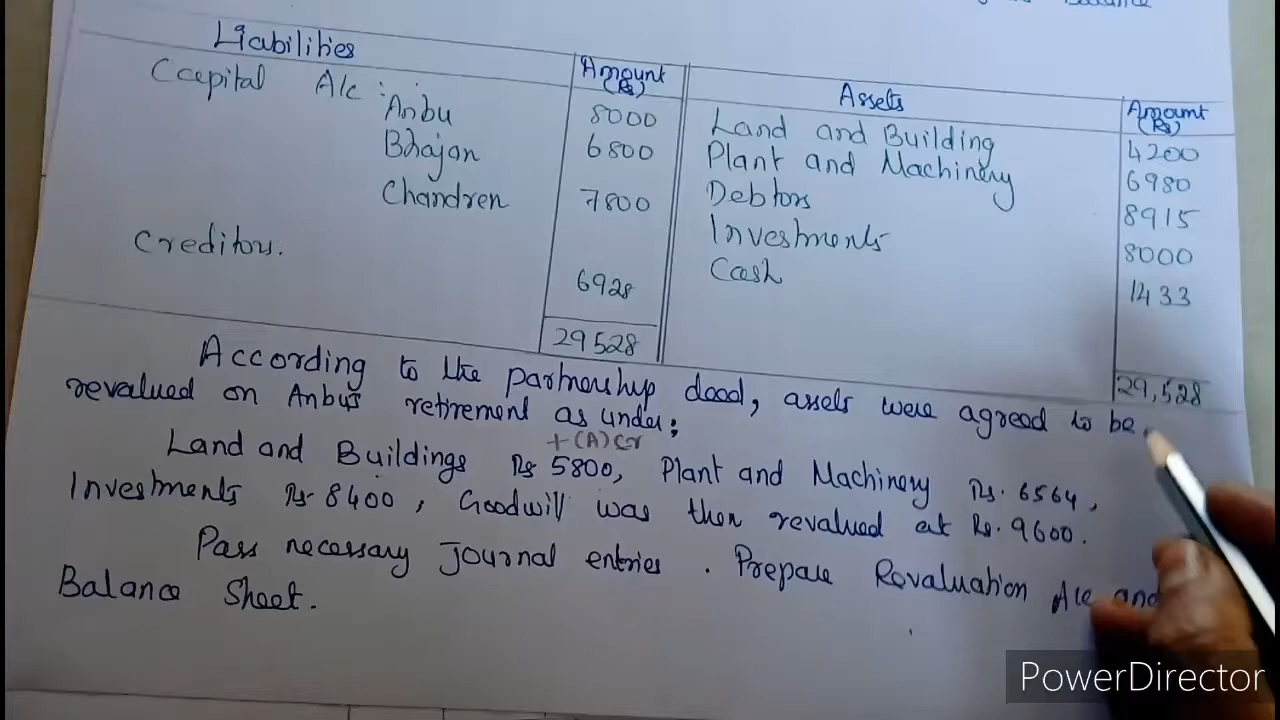 Balance
Liabilities Amount (Rs) Assets Amount (Rs)
Capital A/c : Anbu 8000 Land and Building 4200
Bhajan 6800 Plant and Machinery 6980
Chandren 7800 Debtors 8915
Creditors. 6928 Investments 8000
Cash 1433
29528 29,528
According to the partnership deed, assets were agreed to be
revalued on Anbu's retirement as under;
+(A)Cr
Land and Buildings Rs 5800, Plant and Machinery Rs. 6564,
Investments Rs 8400, Goodwill was then revalued at Rs. 9600.
Pass necessary Journal entries. Prepare Revaluation A/c and
Balance Sheet.
PowerDirector